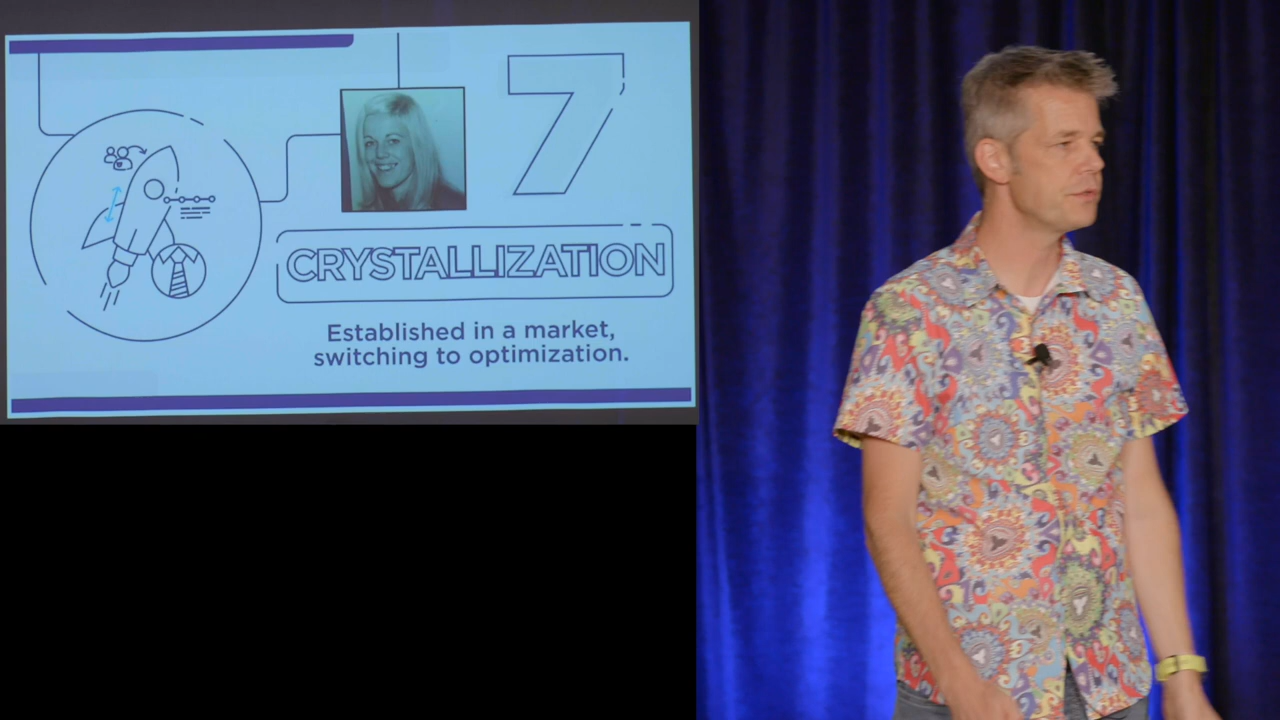 7
CRYSTALLIZATION
Established in a market,
switching to optimization.